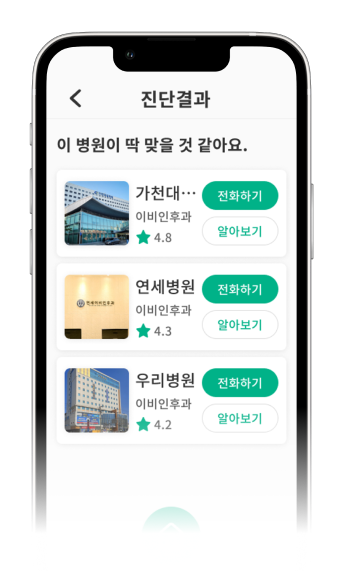 진단결과
이 병원이 딱 맞을 것 같아요.
가천대…
전화하기
이비인후과
알아보기
4.8
연세병원
전화하기
이비인후과
알아보기
4.3
우리병원
전화하기
이비인후과
알아보기
4.2